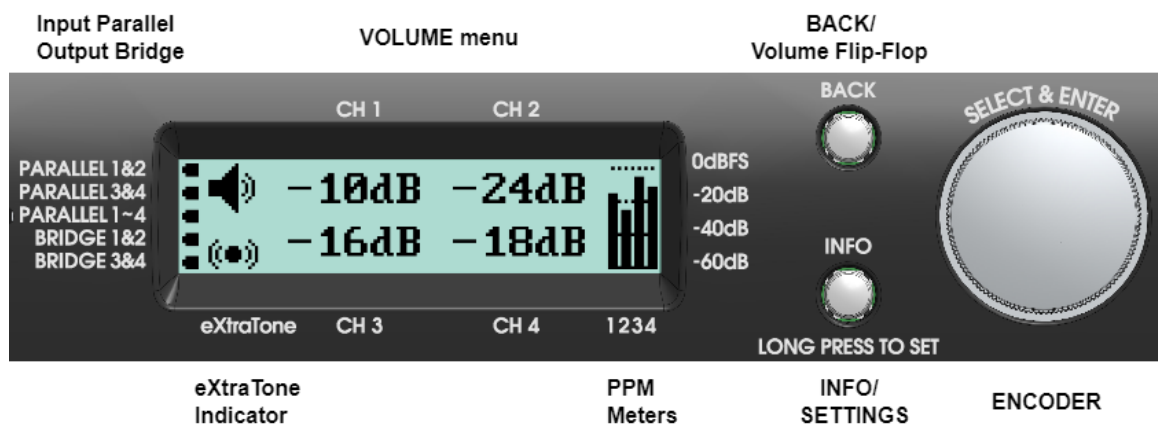 Input Parallel
Output Bridge
VOLUME menu
BACK/
Volume Flip-Flop
BACK
SELECT & ENTER
CH 1
CH 2
PARALLEL 1&2
PARALLEL 3&4
PARALLEL 1~4
BRIDGE 1&2
BRIDGE 3&4
-10dB
-24dB
-16dB
-18dB
0dBFS
-20dB
-40dB
-60dB
INFO
eXtraTone
CH 3
CH 4
1234
LONG PRESS TO SET
eXtraTone
Indicator
PPM
Meters
INFO/
SETTINGS
ENCODER